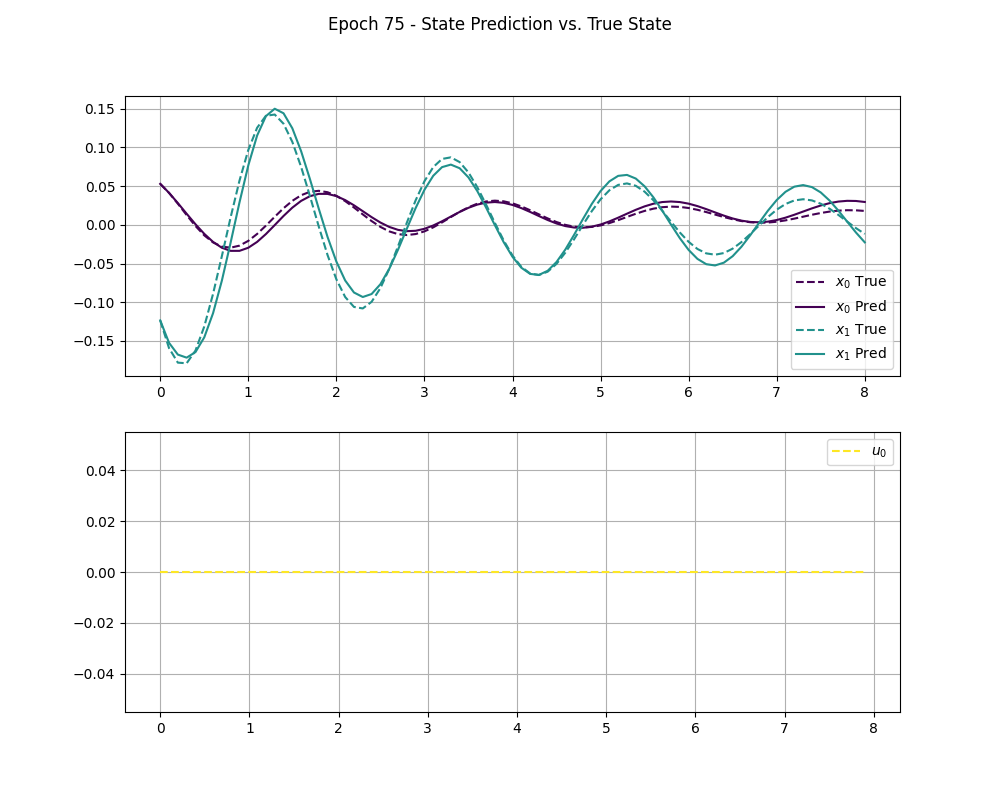 Epoch 75 - State Prediction vs. True State
0.15
0.10
0.05
0.00
−0.05
−0.10
−0.15
x₀ True
x₀ Pred
x₁ True
x₁ Pred
0 1 2 3 4 5 6 7 8
u₀
0.04
0.02
0.00
−0.02
−0.04
0 1 2 3 4 5 6 7 8